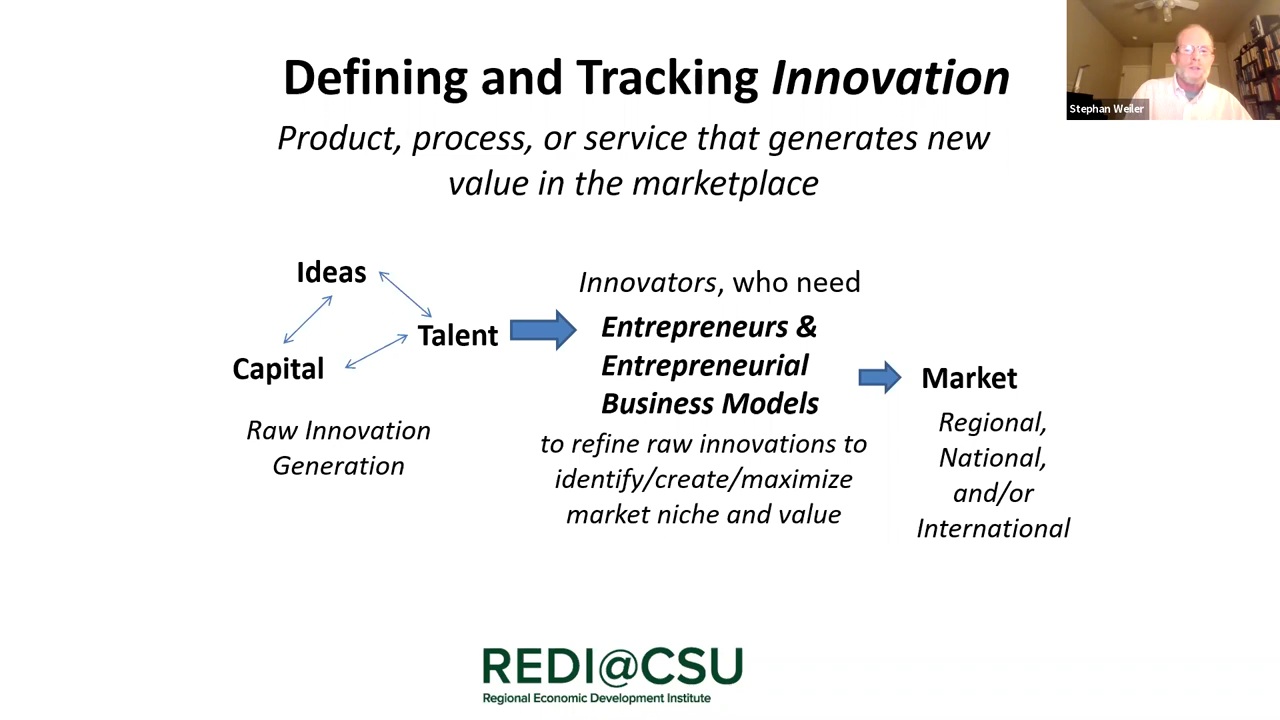 Defining and Tracking Innovation
Product, process, or service that generates new
value in the marketplace
Stephan Weiler
Ideas
Talent
Capital
Raw Innovation
Generation
Innovators, who need
Entrepreneurs &
Entrepreneurial
Business Models
to refine raw innovations to
identify/create/maximize
market niche and value
Market
Regional,
National,
and/or
International
REDI@CSU
Regional Economic Development Institute